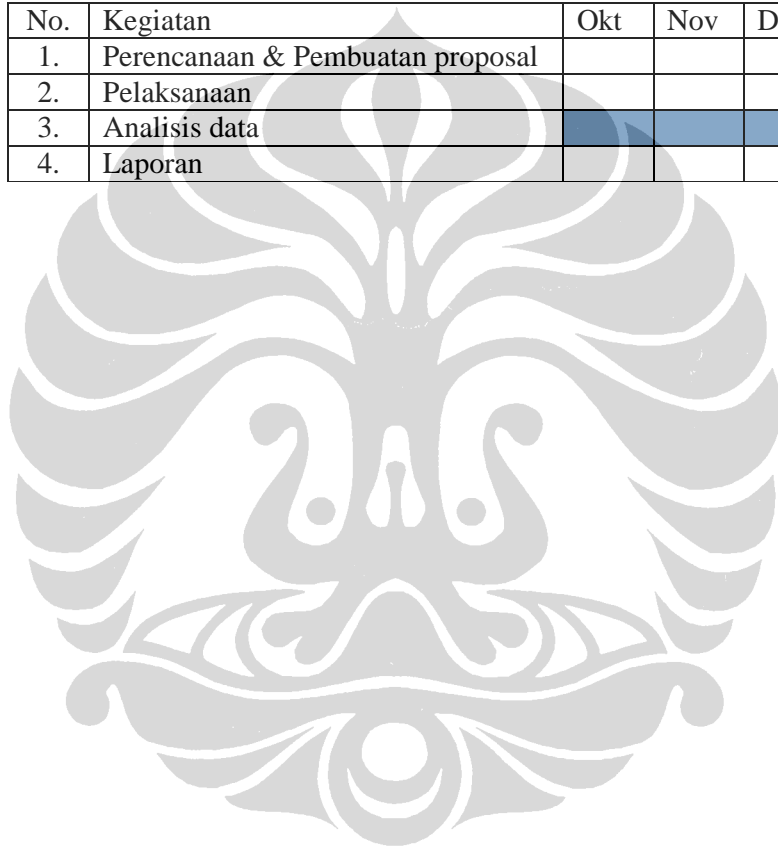 No. Kegiatan Okt Nov D
1. Perencanaan & Pembuatan proposal
2. Pelaksanaan
3. Analisis data
4. Laporan